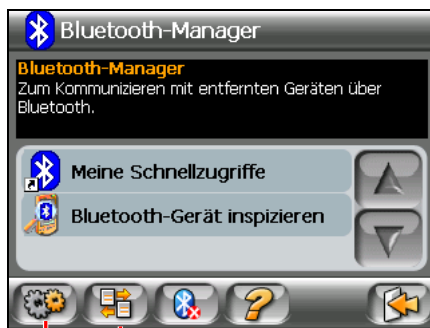 Bluetooth-Manager
Bluetooth-Manager
Zum Kommunizieren mit entfernten Geräten über
Bluetooth.
Meine Schnellzugriffe
Bluetooth-Gerät inspizieren